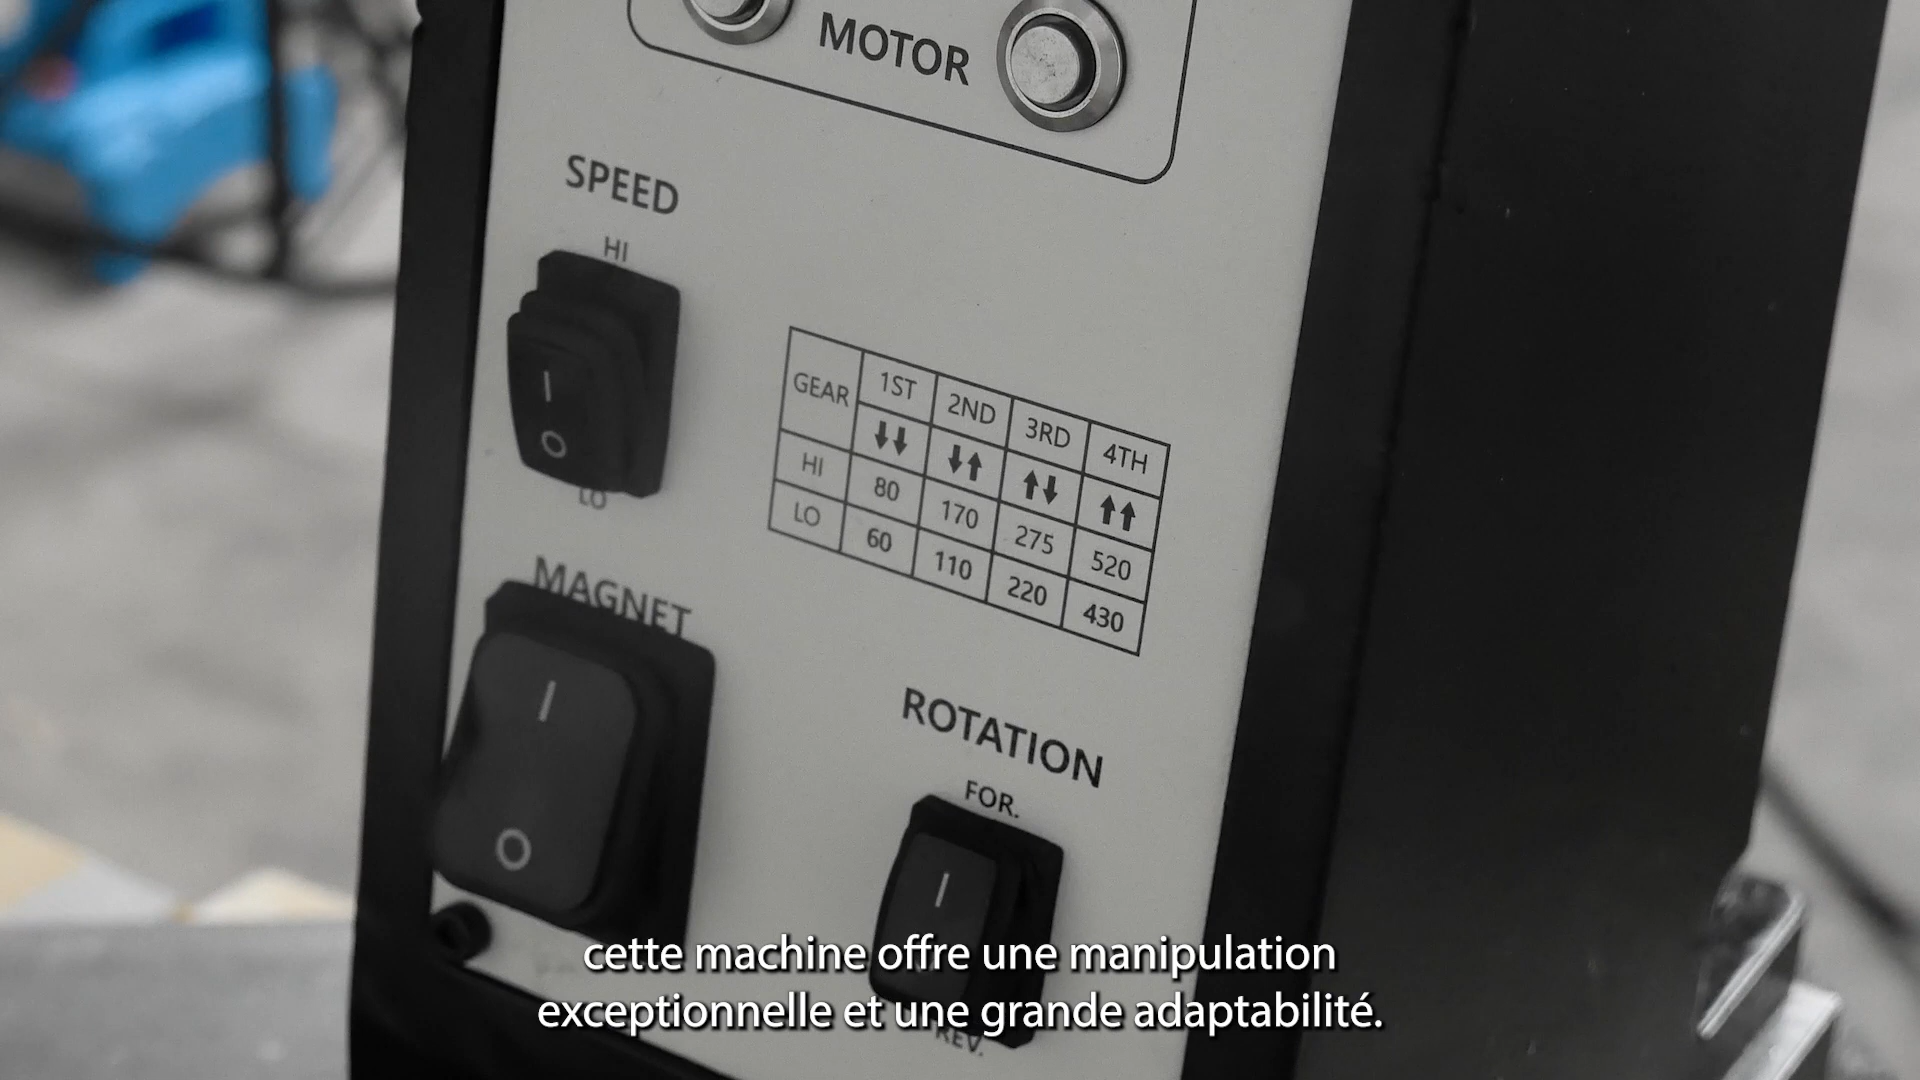 MOTOR
SPEED
HI
I
O
LO
GEAR 1ST 2ND 3RD 4TH
↓↓ ↓↑ ↑↓ ↑↑
HI 80 170 275 520
LO 60 110 220 430
MAGNET
I
O
ROTATION
FOR.
I
REV.
cette machine offre une manipulation
exceptionnelle et une grande adaptabilité.